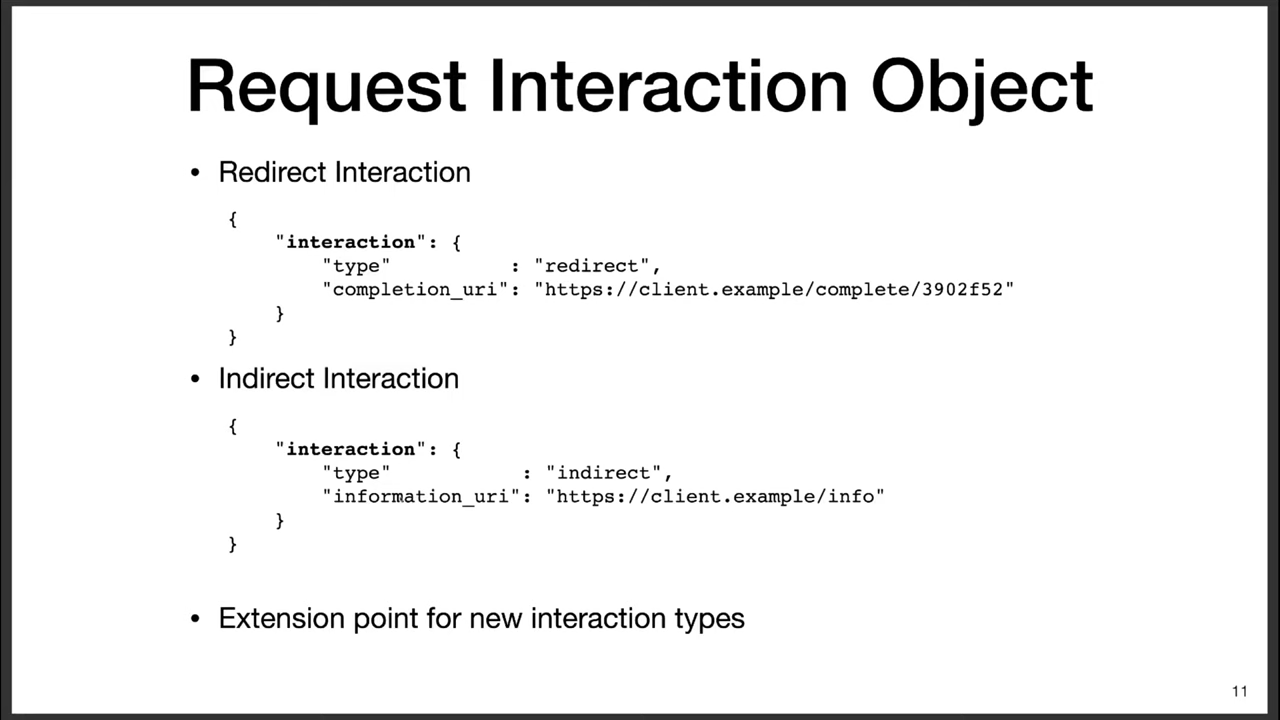 Request Interaction Object
• Redirect Interaction
{
    "interaction": {
        "type"          : "redirect",
        "completion_uri": "https://client.example/complete/3902f52"
    }
}
• Indirect Interaction
{
    "interaction": {
        "type"           : "indirect",
        "information_uri": "https://client.example/info"
    }
}
• Extension point for new interaction types
11